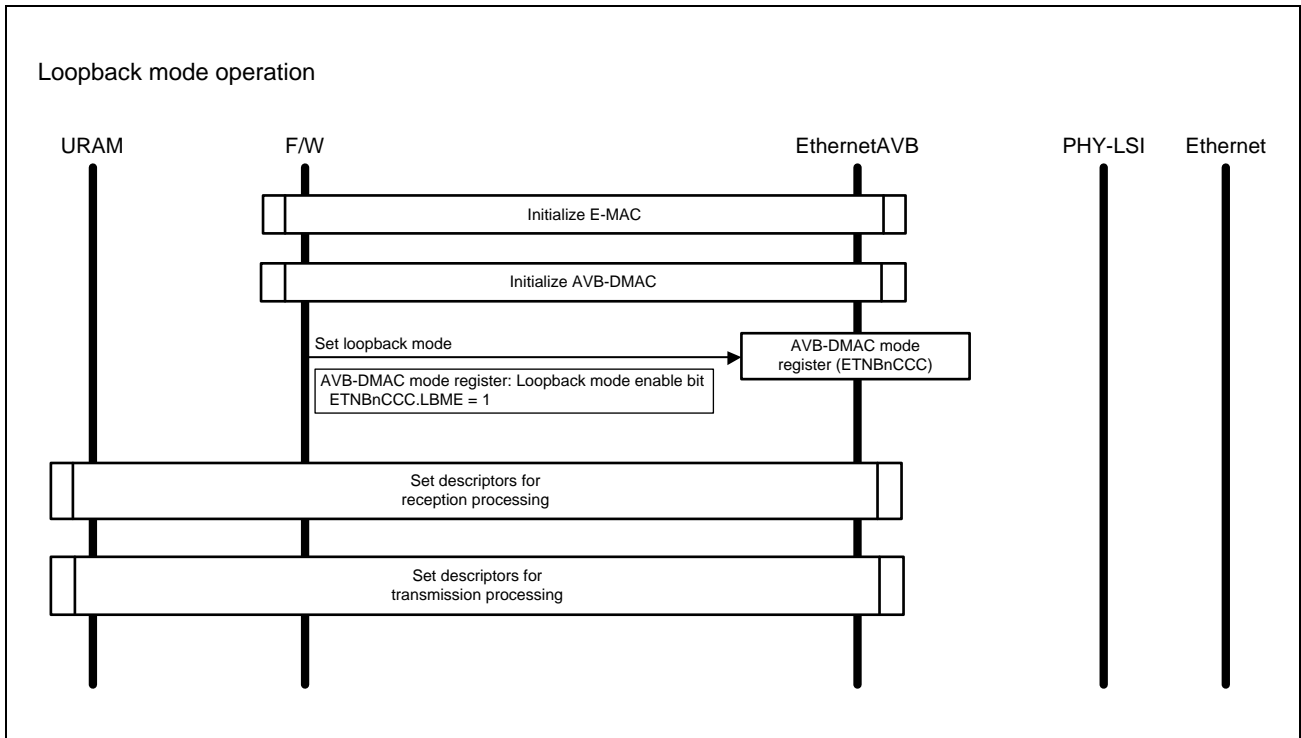 Loopback mode operation
URAM
F/W
EthernetAVB
PHY-LSI
Ethernet
Initialize E-MAC
Initialize AVB-DMAC
Set loopback mode
AVB-DMAC mode
register (ETNBnCCC)
AVB-DMAC mode register: Loopback mode enable bit
ETNBnCCC.LBME = 1
Set descriptors for
reception processing
Set descriptors for
transmission processing